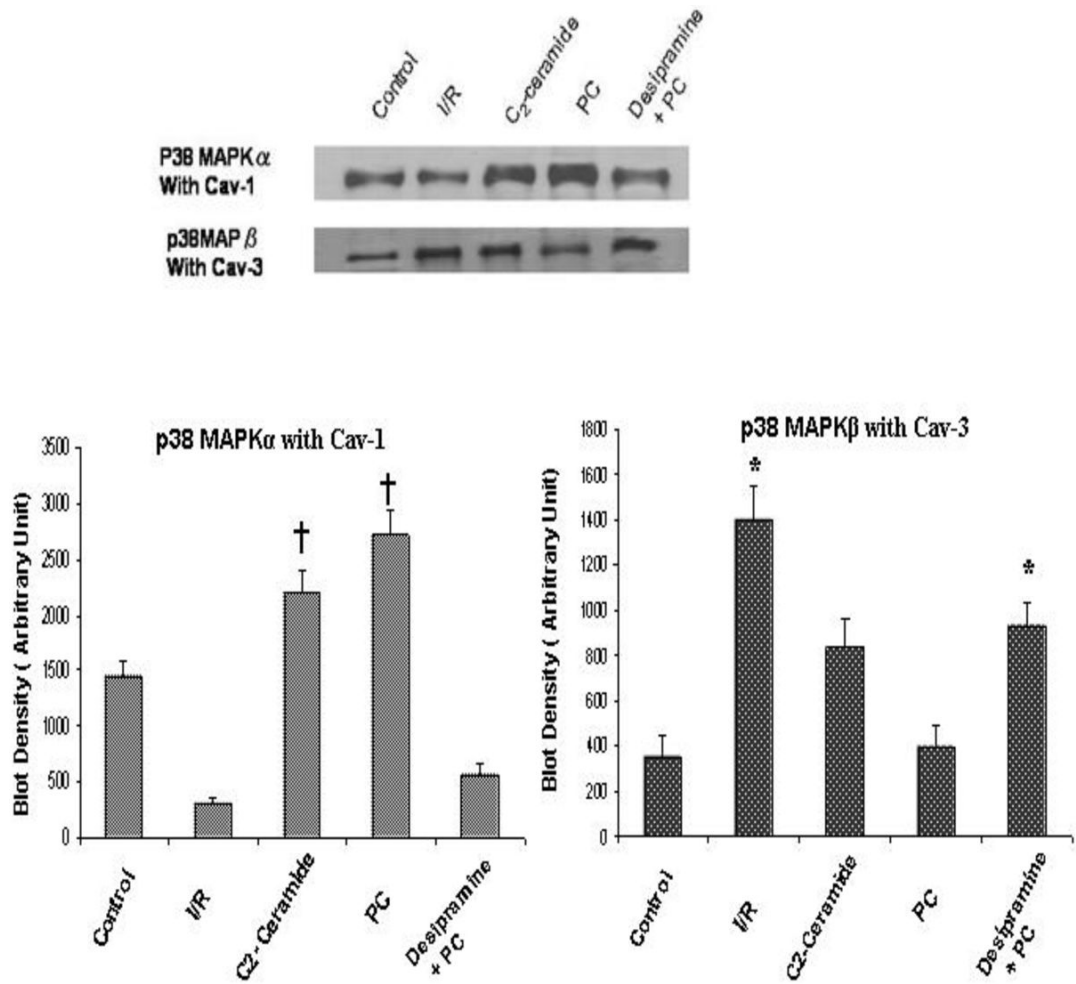 Control
I/R
C₂-ceramide
PC
Desipramine
+ PC
P38 MAPKα
With Cav-1
p38MAP β
With Cav-3
p38 MAPKα with Cav-1
†
†
Blot Density ( Arbitrary Unit)
3500
3000
2500
2000
1500
1000
500
0
Control
I/R
C2- Ceramide
PC
Desipramine
+ PC
p38 MAPKβ with Cav-3
*
*
Blot Density ( Arbitrary Unit)
1800
1600
1400
1200
1000
800
600
400
200
0
Control
I/R
C2-Ceramide
PC
Desipramine
+ PC